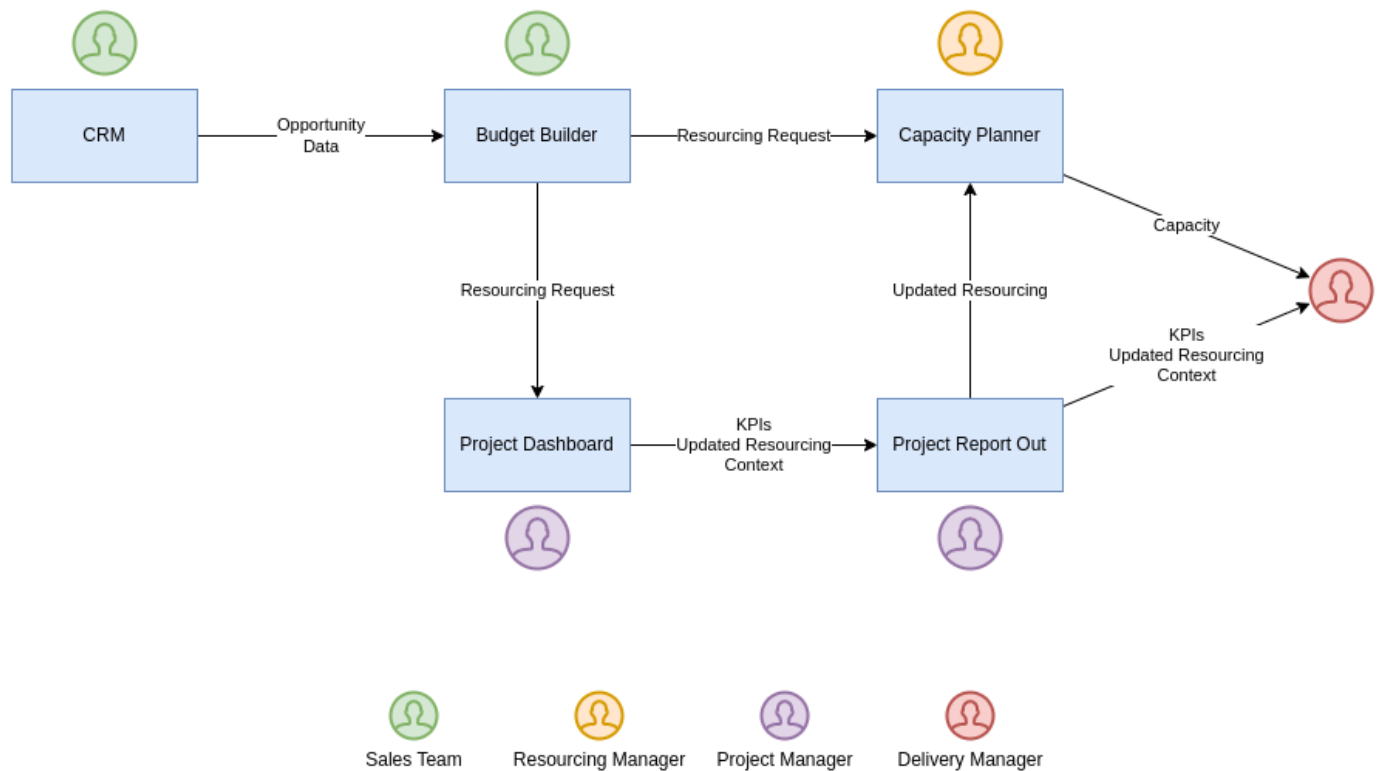 CRM
Opportunity
Data
Budget Builder
Resourcing Request
Capacity Planner
Capacity
Resourcing Request
Updated Resourcing
KPIs
Updated Resourcing
Context
Project Dashboard
KPIs
Updated Resourcing
Context
Project Report Out
Sales Team
Resourcing Manager
Project Manager
Delivery Manager